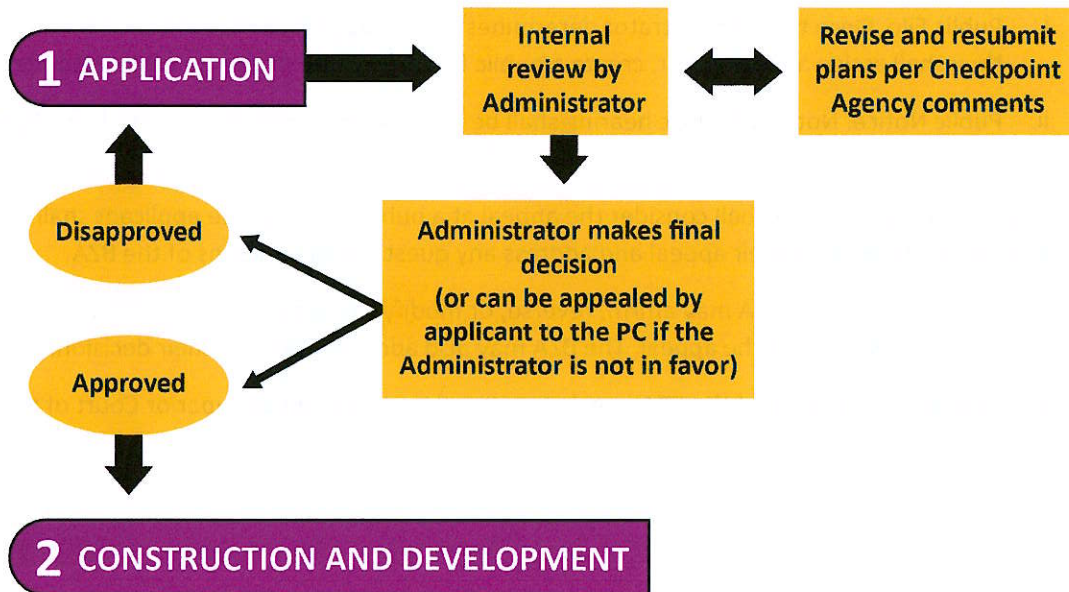 1 APPLICATION
Internal
review by
Administrator
Revise and resubmit
plans per Checkpoint
Agency comments
Disapproved
Administrator makes final
decision
(or can be appealed by
applicant to the PC if the
Administrator is not in favor)
Approved
2 CONSTRUCTION AND DEVELOPMENT